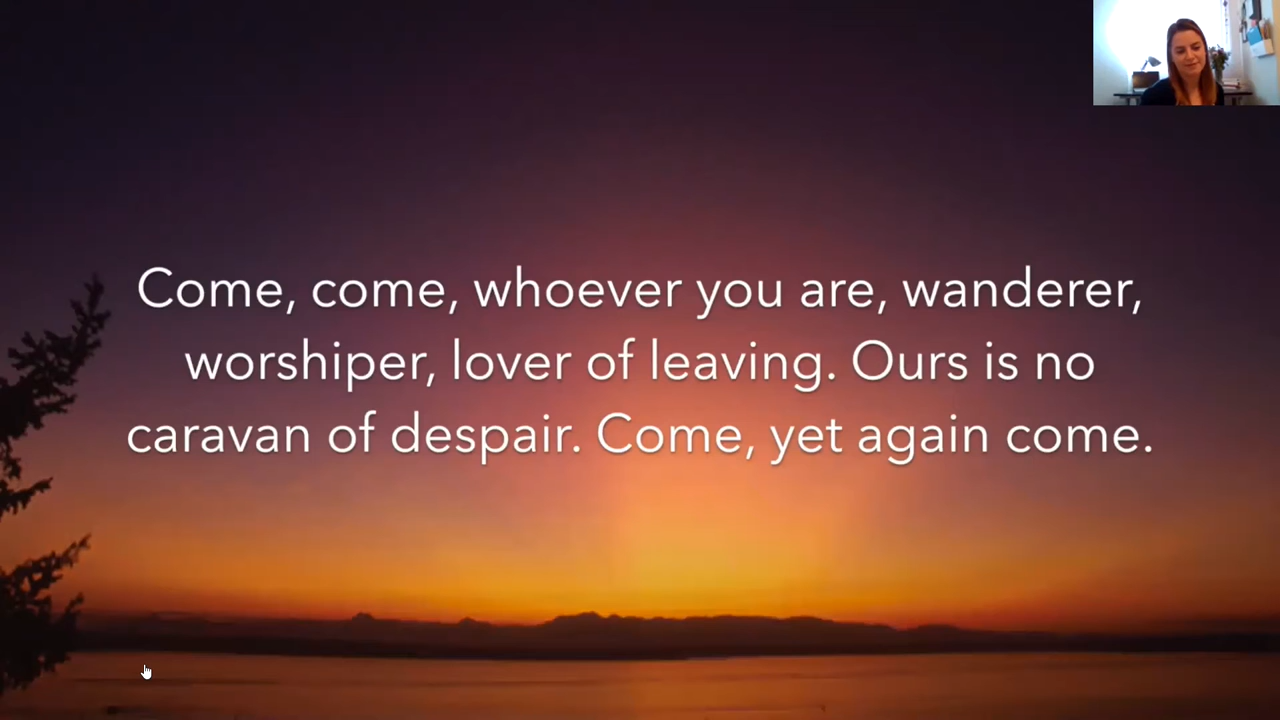 Come, come, whoever you are, wanderer,
worshiper, lover of leaving. Ours is no
caravan of despair. Come, yet again come.